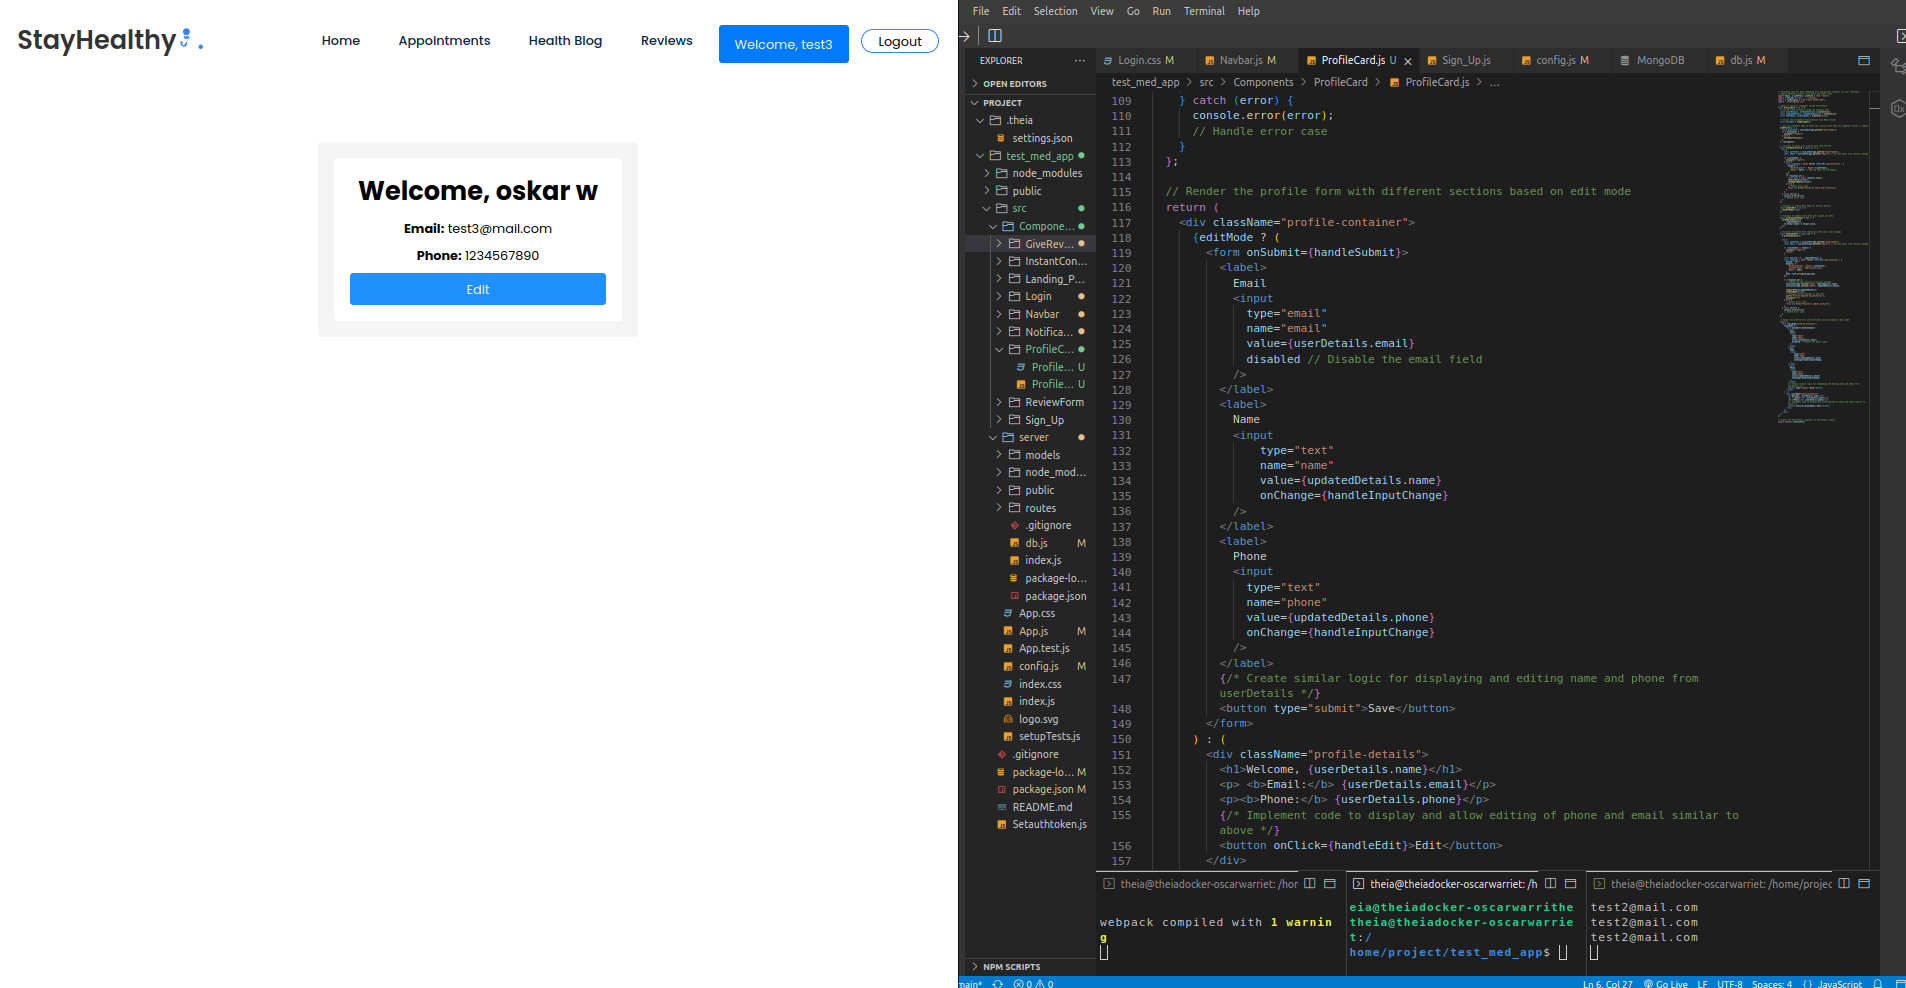 StayHealthy
Home
Appointments
Health Blog
Reviews
Welcome, test3
Logout
Welcome, oskar w
Email: test3@mail.com
Phone: 1234567890
Edit
File Edit Selection View Go Run Terminal Help
EXPLORER
OPEN EDITORS
PROJECT
.theia
settings.json
test_med_app
node_modules
public
src
Compone...
GiveRev...
InstantCon...
Landing_P...
Login
Navbar
Notifica...
ProfileC...
Profile... U
Profile... U
ReviewForm
Sign_Up
server
models
node_mod...
public
routes
.gitignore
db.js M
index.js
package-lo...
package.json
App.css
App.js M
App.test.js
config.js M
index.css
index.js
logo.svg
setupTests.js
.gitignore
package-lo... M
package.json M
README.md
Setauthtoken.js
NPM SCRIPTS
Login.css M
Navbar.js M
ProfileCard.js U
Sign_Up.js
config.js M
MongoDB
db.js M
test_med_app > src > Components > ProfileCard > ProfileCard.js > ...
109 } catch (error) {
110 console.error(error);
111 // Handle error case
112 }
113 };
114
115 // Render the profile form with different sections based on edit mode
116 return (
117 <div className="profile-container">
118 {editMode ? (
119 <form onSubmit={handleSubmit}>
120 <label>
121 Email
122 <input
123 type="email"
124 name="email"
125 value={userDetails.email}
126 disabled // Disable the email field
127 />
128 </label>
129 <label>
130 Name
131 <input
132 type="text"
133 name="name"
134 value={updatedDetails.name}
135 onChange={handleInputChange}
136 />
137 </label>
138 <label>
139 Phone
140 <input
141 type="text"
142 name="phone"
143 value={updatedDetails.phone}
144 onChange={handleInputChange}
145 />
146 </label>
147 {/* Create similar logic for displaying and editing name and phone from
userDetails */}
148 <button type="submit">Save</button>
149 </form>
150 ) : (
151 <div className="profile-details">
152 <h1>Welcome, {userDetails.name}</h1>
153 <p> <b>Email:</b> {userDetails.email}</p>
154 <p><b>Phone:</b> {userDetails.phone}</p>
155 {/* Implement code to display and allow editing of phone and email similar to
above */}
156 <button onClick={handleEdit}>Edit</button>
157 </div>
theia@theiadocker-oscarwarriet: /hor
webpack compiled with 1 warnin
g
theia@theiadocker-oscarwarriet: /h
eia@theiadocker-oscarwarrithe
theia@theiadocker-oscarwarrie
t:/
home/project/test_med_app$
theia@theiadocker-oscarwarriet: /home/projec
test2@mail.com
test2@mail.com
test2@mail.com
main* 0 0
Ln 6, Col 27 Go Live LF UTF-8 Spaces: 4 {} JavaScript